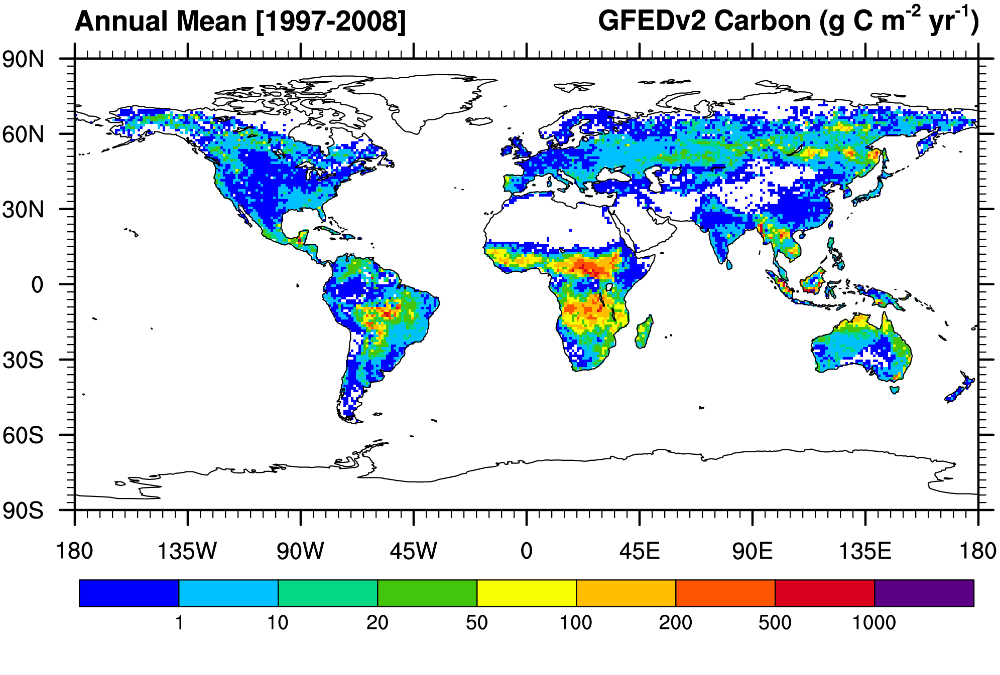 Annual Mean [1997-2008] GFEDv2 Carbon (g C m-2 yr-1)
90N
60N
30N
0
30S
60S
90S
180 135W 90W 45W 0 45E 90E 135E 180
1 10 20 50 100 200 500 1000